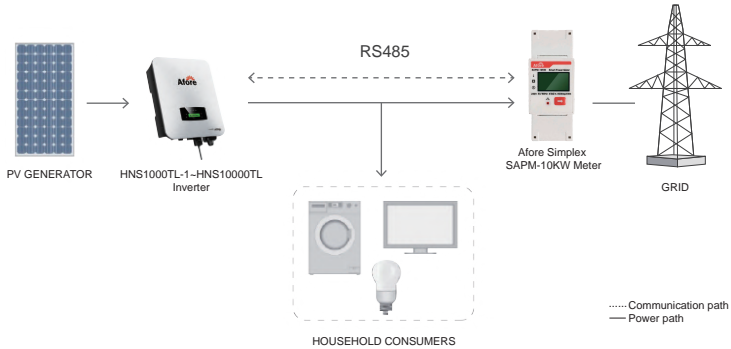 RS485
Afore
Afore
PV GENERATOR
HNS1000TL-1~HNS10000TL
Inverter
Afore Simplex
SAPM-10KW Meter
GRID
HOUSEHOLD CONSUMERS
Communication path
Power path